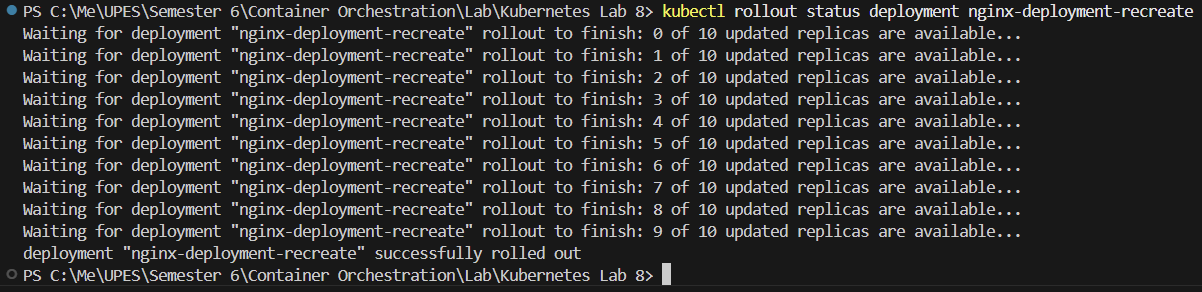 PS C:\Me\UPES\Semester 6\Container Orchestration\Lab\Kubernetes Lab 8> kubectl rollout status deployment nginx-deployment-recreate
Waiting for deployment "nginx-deployment-recreate" rollout to finish: 0 of 10 updated replicas are available...
Waiting for deployment "nginx-deployment-recreate" rollout to finish: 1 of 10 updated replicas are available...
Waiting for deployment "nginx-deployment-recreate" rollout to finish: 2 of 10 updated replicas are available...
Waiting for deployment "nginx-deployment-recreate" rollout to finish: 3 of 10 updated replicas are available...
Waiting for deployment "nginx-deployment-recreate" rollout to finish: 4 of 10 updated replicas are available...
Waiting for deployment "nginx-deployment-recreate" rollout to finish: 5 of 10 updated replicas are available...
Waiting for deployment "nginx-deployment-recreate" rollout to finish: 6 of 10 updated replicas are available...
Waiting for deployment "nginx-deployment-recreate" rollout to finish: 7 of 10 updated replicas are available...
Waiting for deployment "nginx-deployment-recreate" rollout to finish: 8 of 10 updated replicas are available...
Waiting for deployment "nginx-deployment-recreate" rollout to finish: 9 of 10 updated replicas are available...
deployment "nginx-deployment-recreate" successfully rolled out
PS C:\Me\UPES\Semester 6\Container Orchestration\Lab\Kubernetes Lab 8>